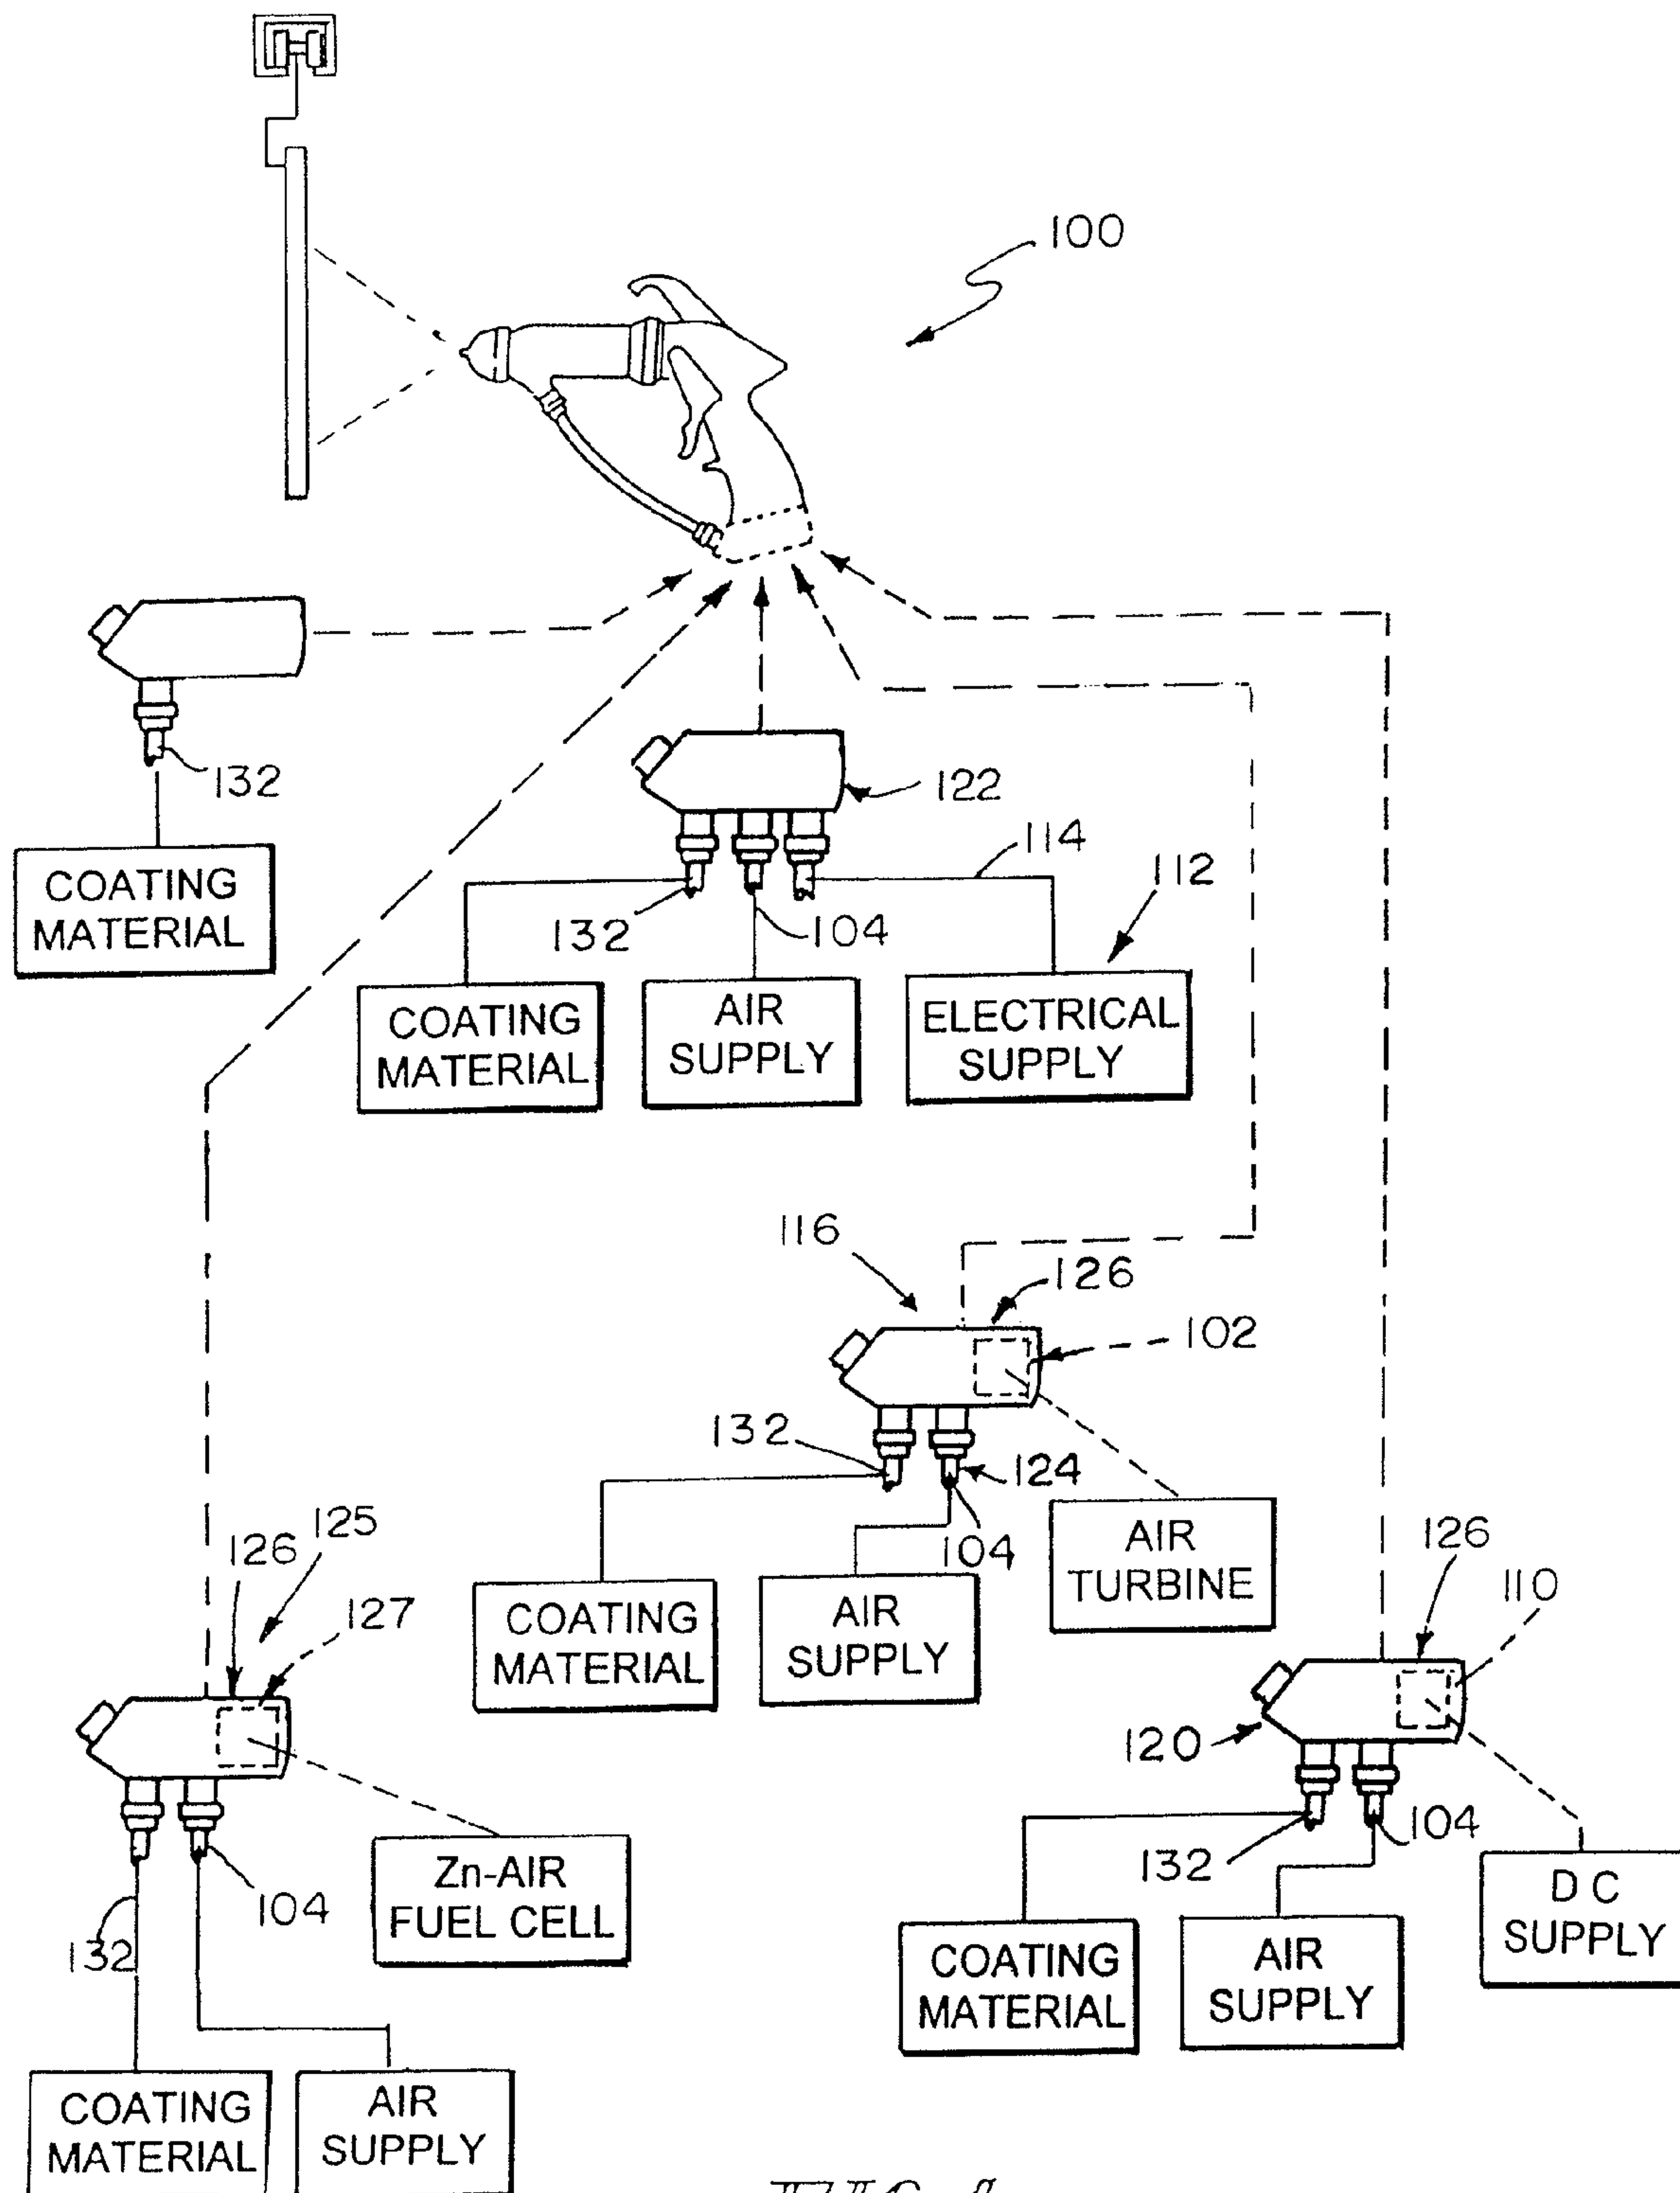 100
132
COATING
MATERIAL
122
114
112
132
104
COATING
MATERIAL
AIR
SUPPLY
ELECTRICAL
SUPPLY
116
126
102
132
124
104
COATING
MATERIAL
AIR
SUPPLY
AIR
TURBINE
125
126
127
104
132
Zn-AIR
FUEL CELL
COATING
MATERIAL
AIR
SUPPLY
126
110
120
132
104
COATING
MATERIAL
AIR
SUPPLY
D C
SUPPLY